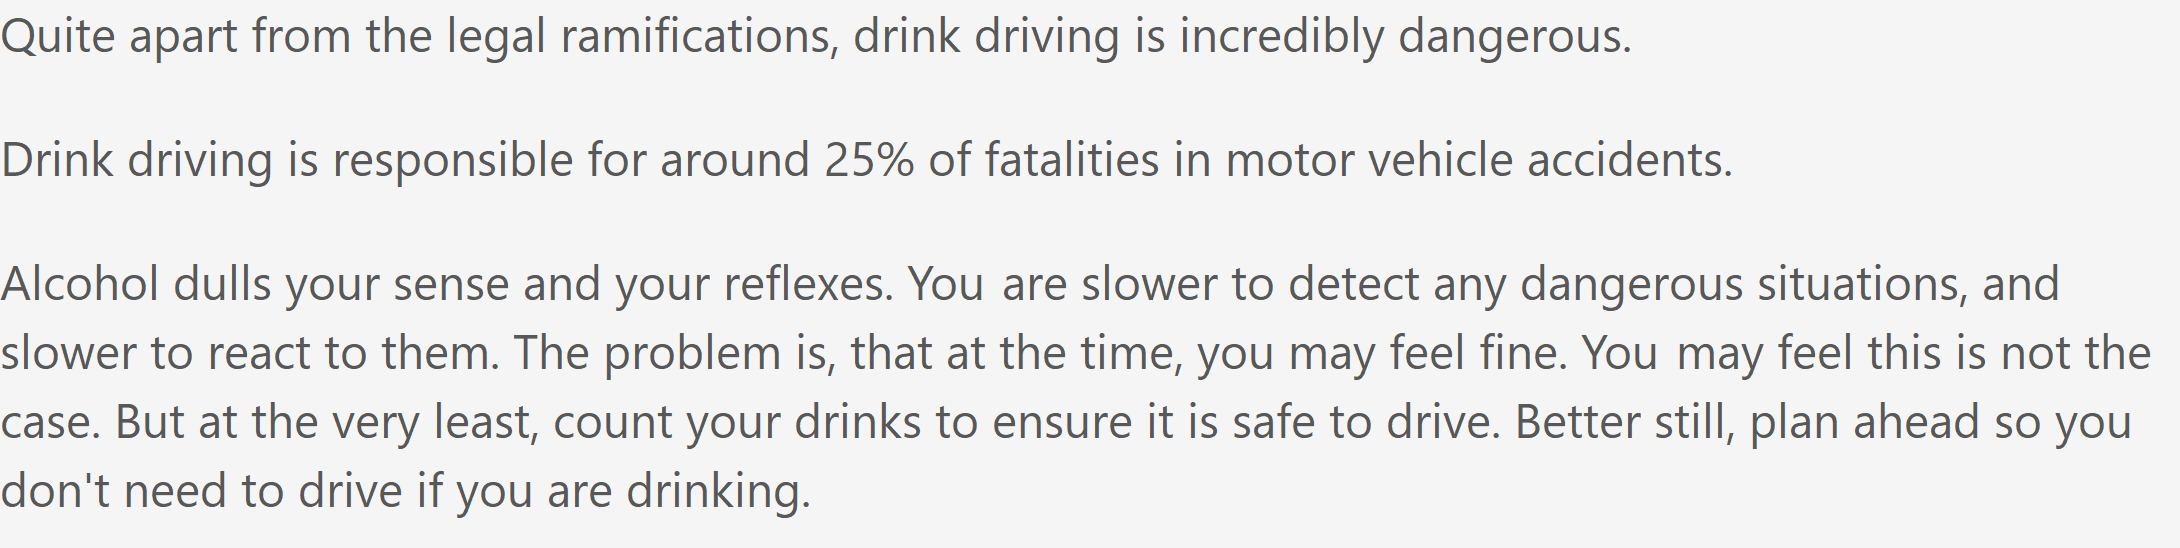 Quite apart from the legal ramifications, drink driving is incredibly dangerous.
Drink driving is responsible for around 25% of fatalities in motor vehicle accidents.
Alcohol dulls your sense and your reflexes. You are slower to detect any dangerous situations, and
slower to react to them. The problem is, that at the time, you may feel fine. You may feel this is not the
case. But at the very least, count your drinks to ensure it is safe to drive. Better still, plan ahead so you
don't need to drive if you are drinking.